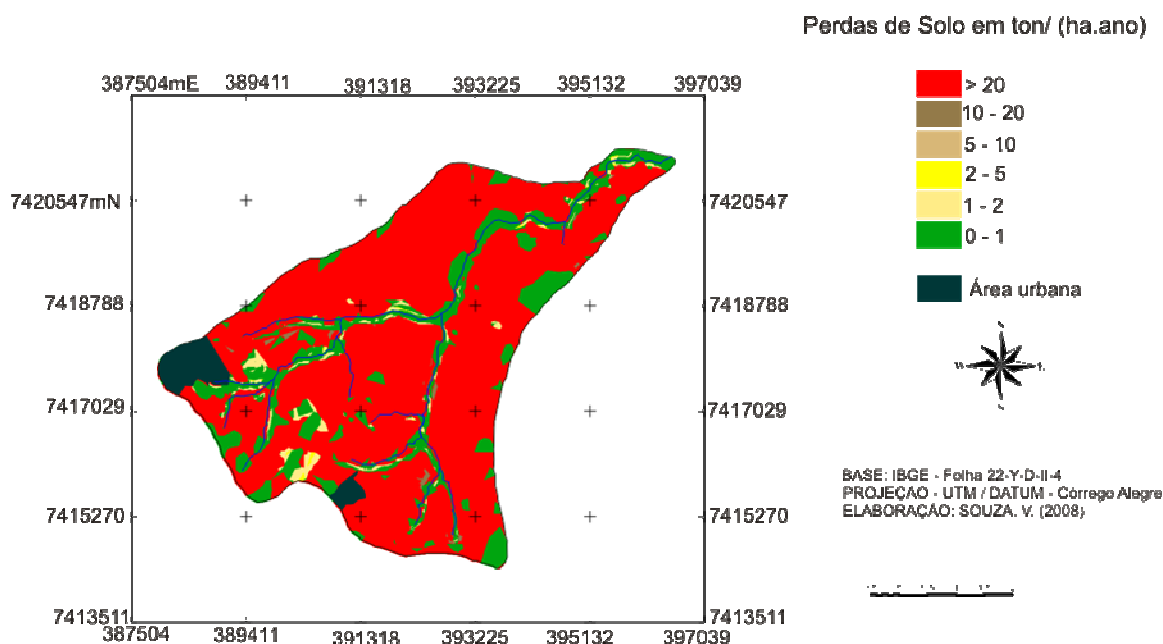 Perdas de Solo em ton/ (ha.ano)
387504mE 389411 391318 393225 395132 397039
> 20
10 - 20
5 - 10
2 - 5
1 - 2
0 - 1
Área urbana
7420547mN 7420547
7418788 7418788
7417029 7417029
7415270 7415270
7413511 7413511
387504 389411 391318 393225 395132 397039
BASE: IBGE - Folha 22-Y-D-II-4
PROJEÇÃO - UTM / DATUM - Córrego Alegre
ELABORAÇÃO: SOUZA. V. (2008)